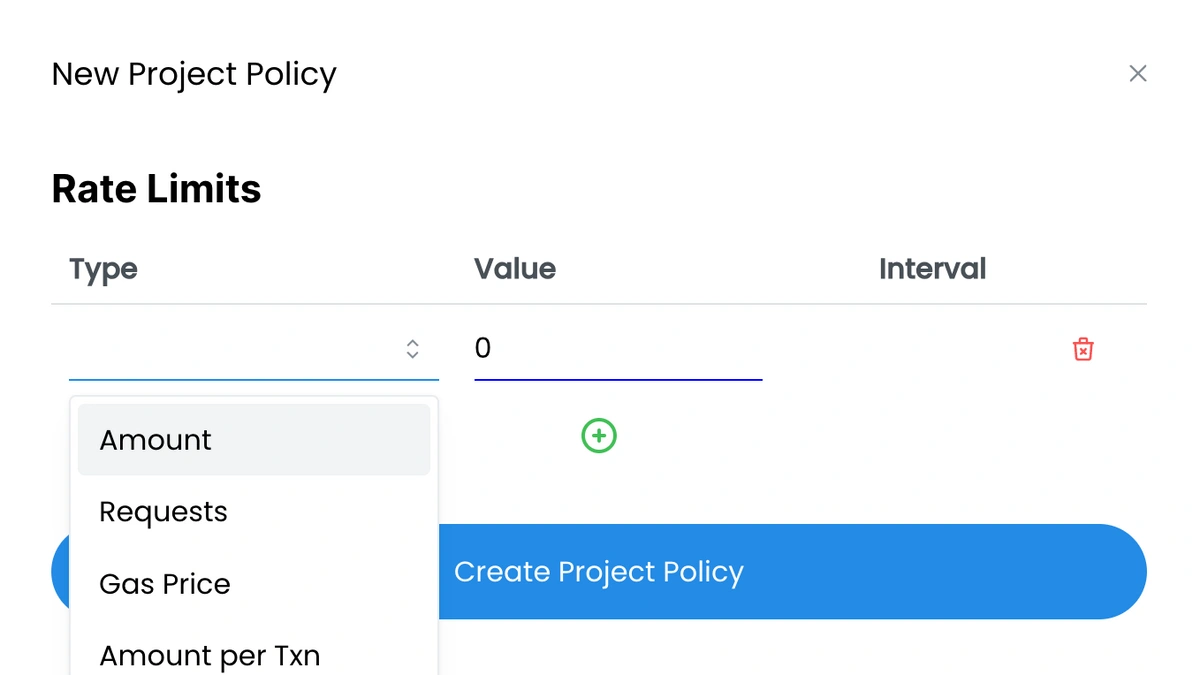 New Project Policy
Rate Limits
Type Value Interval
0
Amount
Requests
Gas Price
Create Project Policy
Amount per Txn